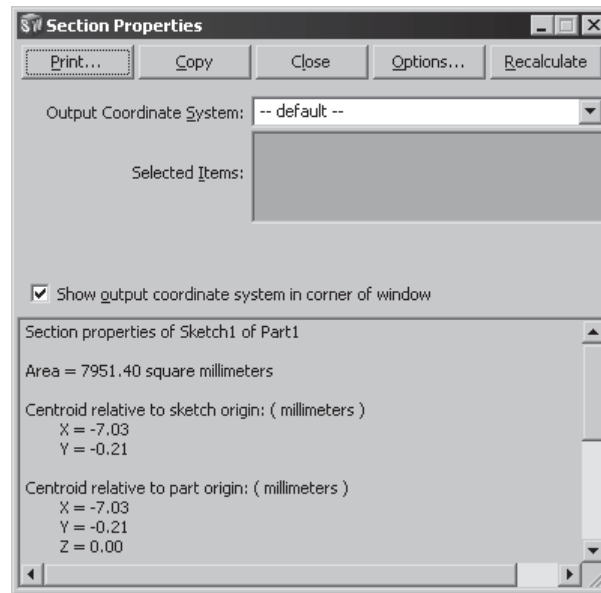 Section Properties
Print... Copy Close Options... Recalculate
Output Coordinate System: -- default --
Selected Items:
Show output coordinate system in corner of window
Section properties of Sketch1 of Part1
Area = 7951.40 square millimeters
Centroid relative to sketch origin: ( millimeters )
X = -7.03
Y = -0.21
Centroid relative to part origin: ( millimeters )
X = -7.03
Y = -0.21
Z = 0.00